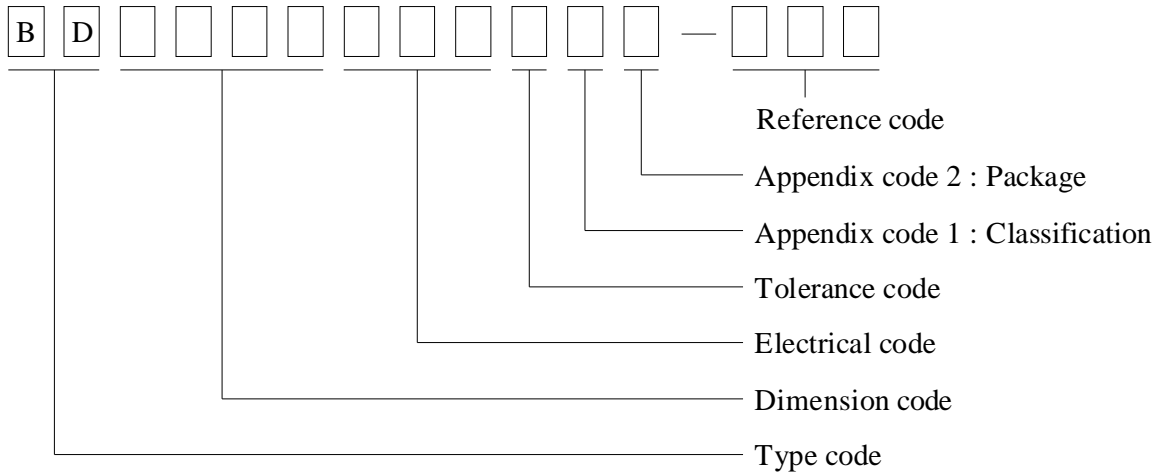 B D —
Reference code
Appendix code 2 : Package
Appendix code 1 : Classification
Tolerance code
Electrical code
Dimension code
Type code